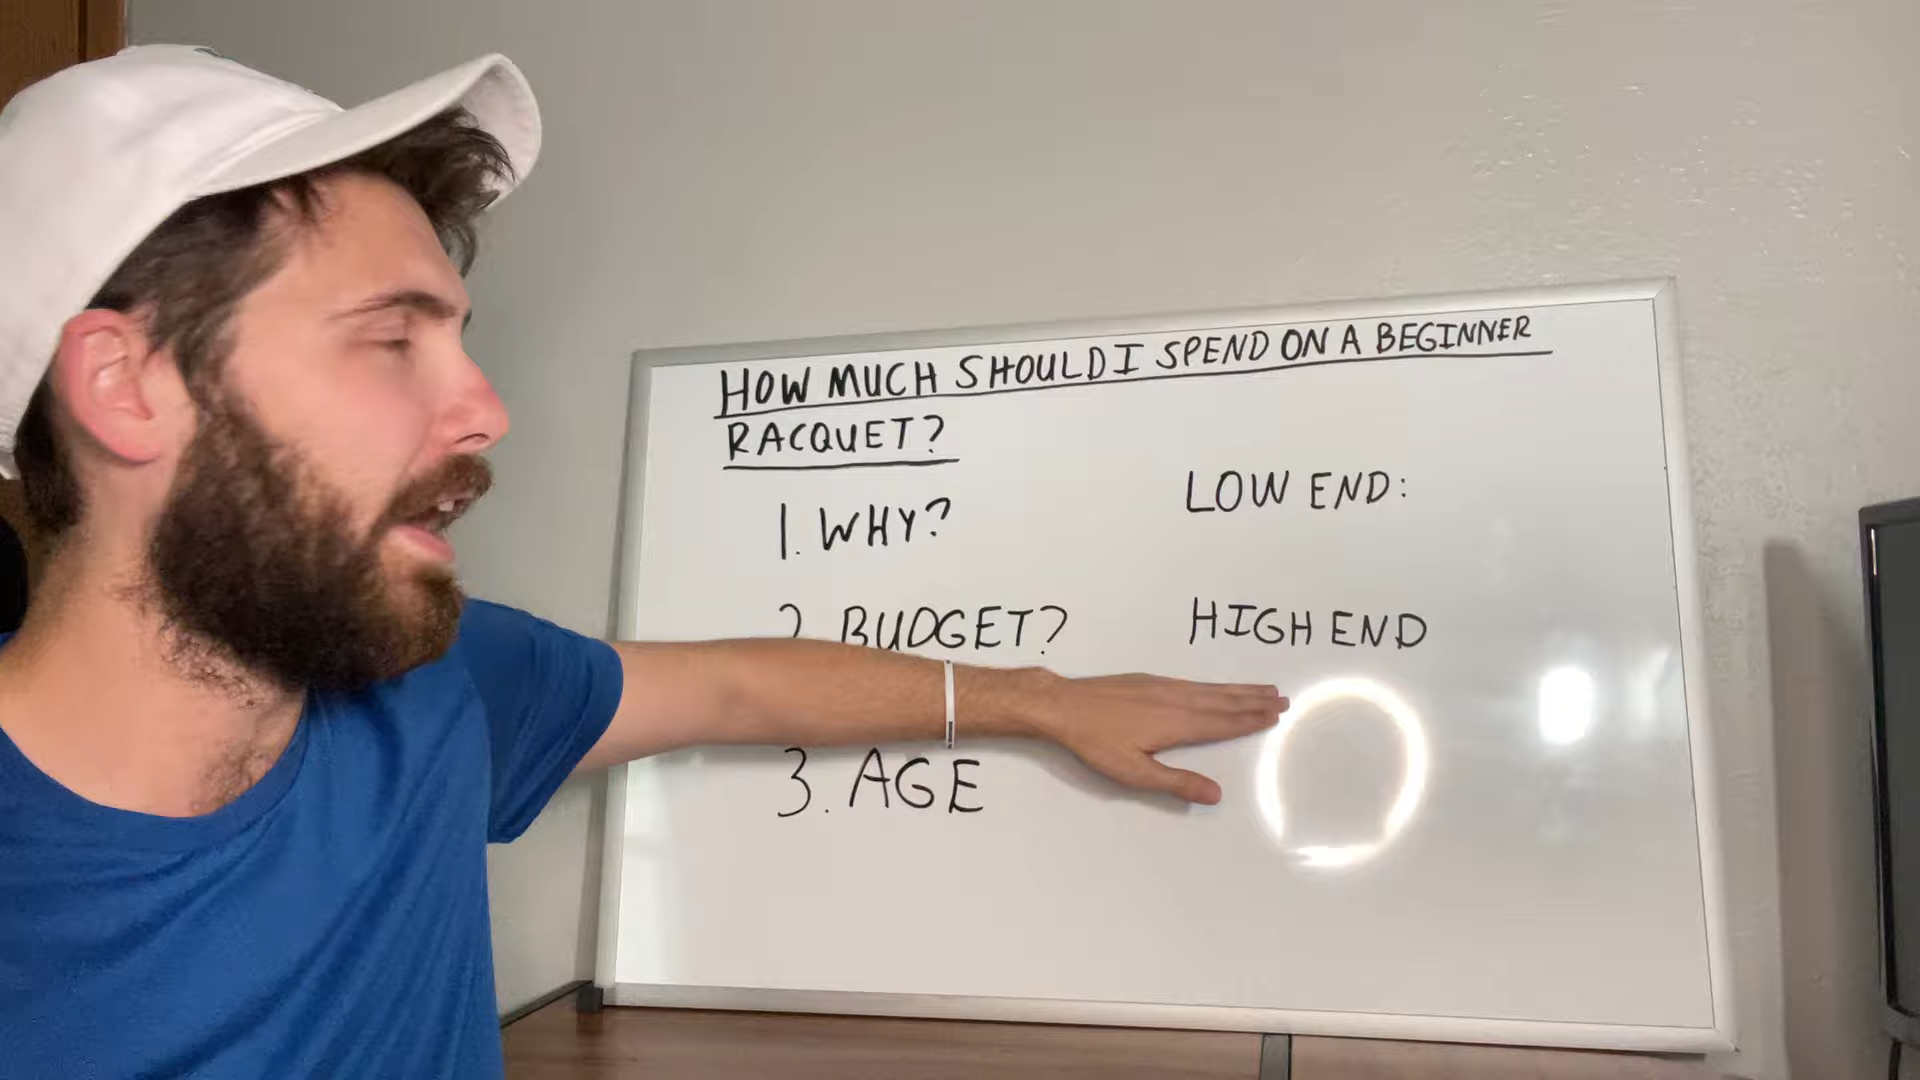 HOW MUCH SHOULD I SPEND ON A BEGINNER
RACQUET?
1. WHY?
LOW END:
2. BUDGET?
HIGH END
3. AGE